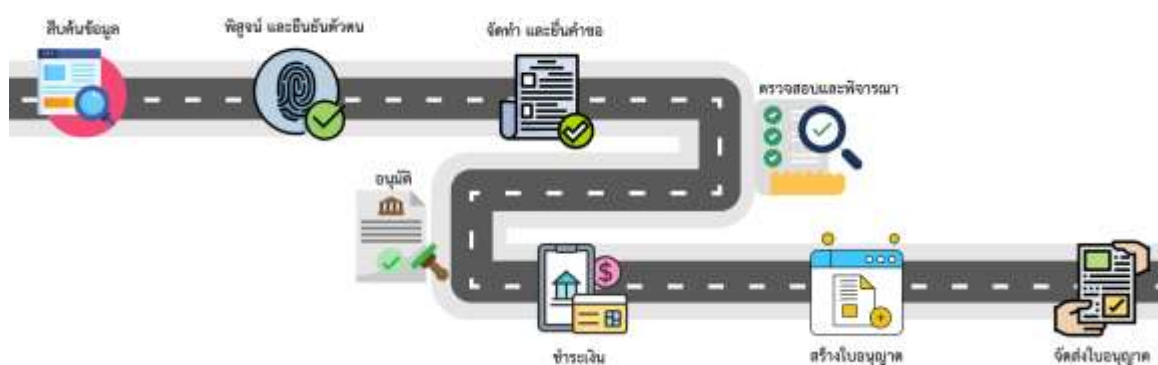 สืบค้นข้อมูล
พิสูจน์ และยืนยันตัวตน
จัดทำ และยื่นคำขอ
ตรวจสอบและพิจารณา
อนุมัติ
ชำระเงิน
สร้างใบอนุญาต
จัดส่งใบอนุญาต